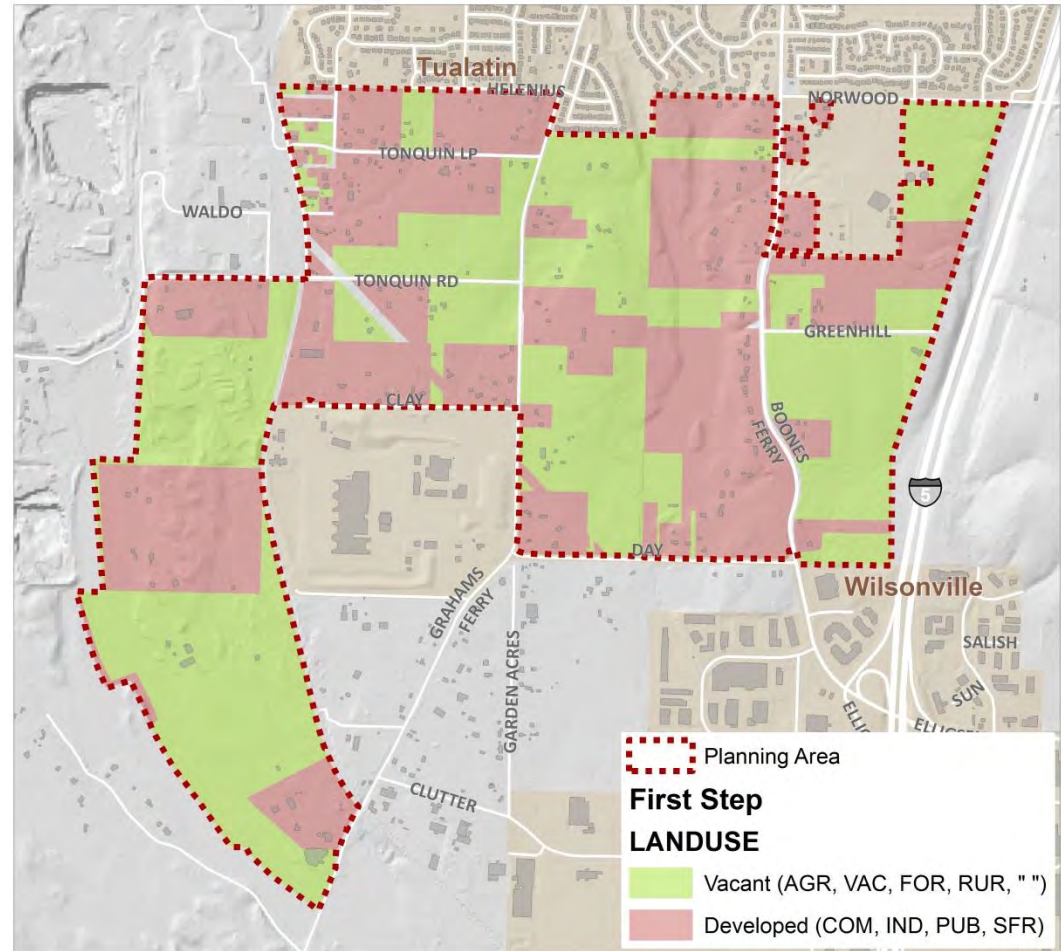 Tualatin
HELENIUS
NORWOOD
TONQUIN LP
WALDO
TONQUIN RD
GREENHILL
CLAY
BOONES
FERRY
5
DAY
Wilsonville
GRAHAMS
FERRY
GARDEN ACRES
SALISH
SUN
CLUTTER
Planning Area
First Step
LANDUSE
Vacant (AGR, VAC, FOR, RUR, " ")
Developed (COM, IND, PUB, SFR)